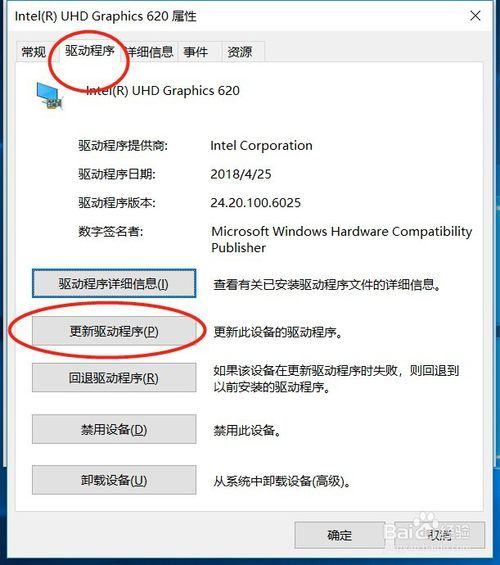 Intel(R) UHD Graphics 620 属性
常规 驱动程序 详细信息 事件 资源
Intel(R) UHD Graphics 620
驱动程序提供商: Intel Corporation
驱动程序日期: 2018/4/25
驱动程序版本: 24.20.100.6025
数字签名者: Microsoft Windows Hardware Compatibility
Publisher
驱动程序详细信息(I) 查看有关已安装驱动程序文件的详细信息。
更新驱动程序(P) 更新此设备的驱动程序。
回退驱动程序(R) 如果该设备在更新驱动程序时失败，则回退到
以前安装的驱动程序。
禁用设备(D) 禁用此设备。
卸载设备(U) 从系统中卸载设备(高级)。
确定 取消
Baidu经验